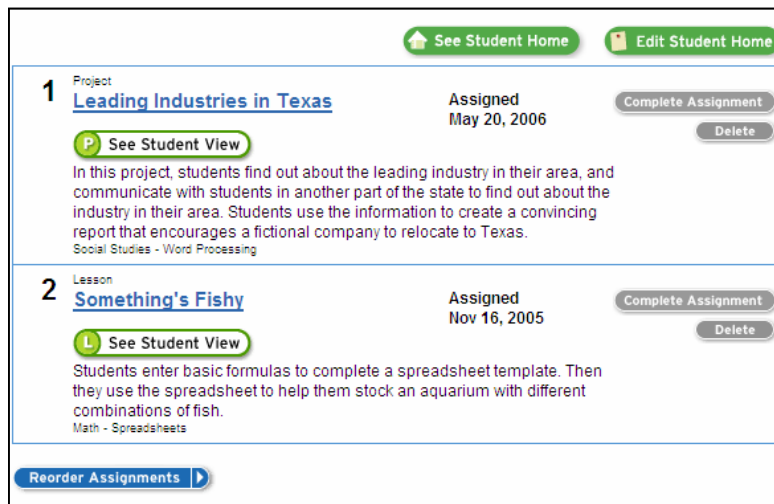 See Student Home
Edit Student Home
1
Project
Leading Industries in Texas
Assigned
May 20, 2006
Complete Assignment
Delete
P See Student View
In this project, students find out about the leading industry in their area, and
communicate with students in another part of the state to find out about the
industry in their area. Students use the information to create a convincing
report that encourages a fictional company to relocate to Texas.
Social Studies - Word Processing
2
Lesson
Something's Fishy
Assigned
Nov 16, 2005
Complete Assignment
Delete
L See Student View
Students enter basic formulas to complete a spreadsheet template. Then
they use the spreadsheet to help them stock an aquarium with different
combinations of fish.
Math - Spreadsheets
Reorder Assignments